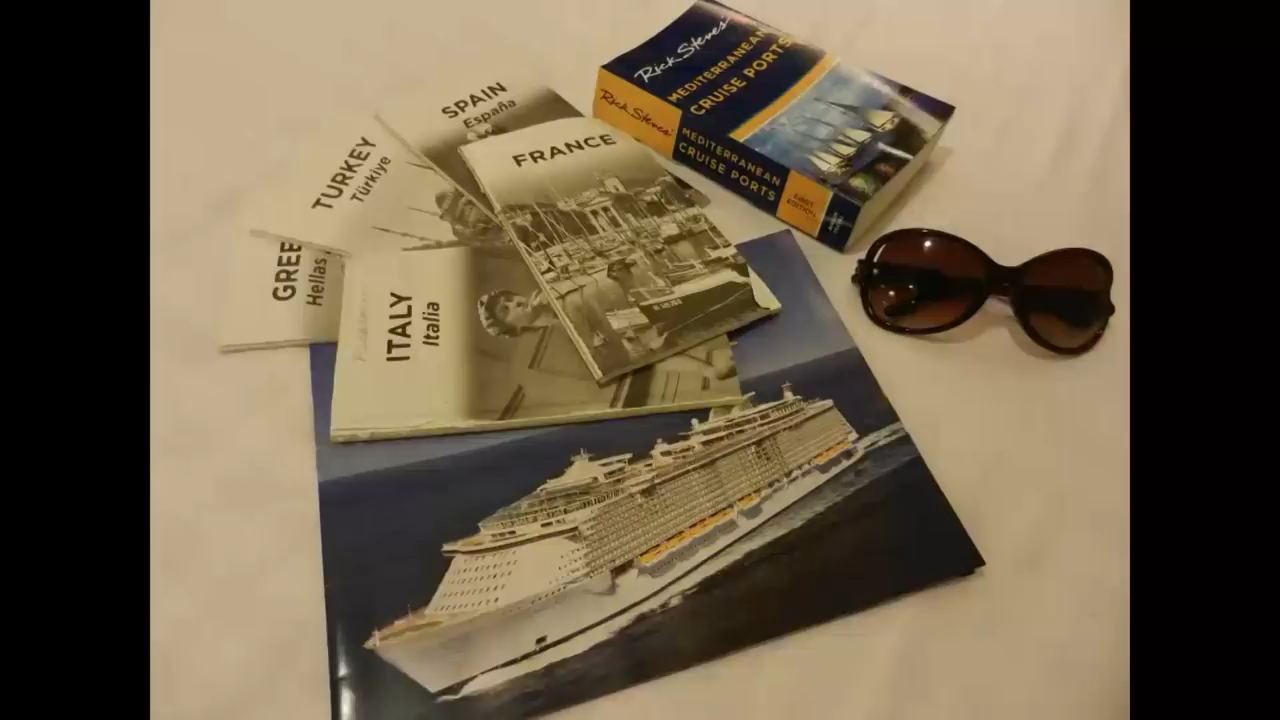 SPAIN
España
FRANCE
TURKEY
Türkiye
GREE
Hellas
ITALY
Italia
Rick Steves'
MEDITERRANEAN
CRUISE PORTS
Rick Steves'
MEDITERRANEAN
CRUISE PORTS
FIRST
EDITION